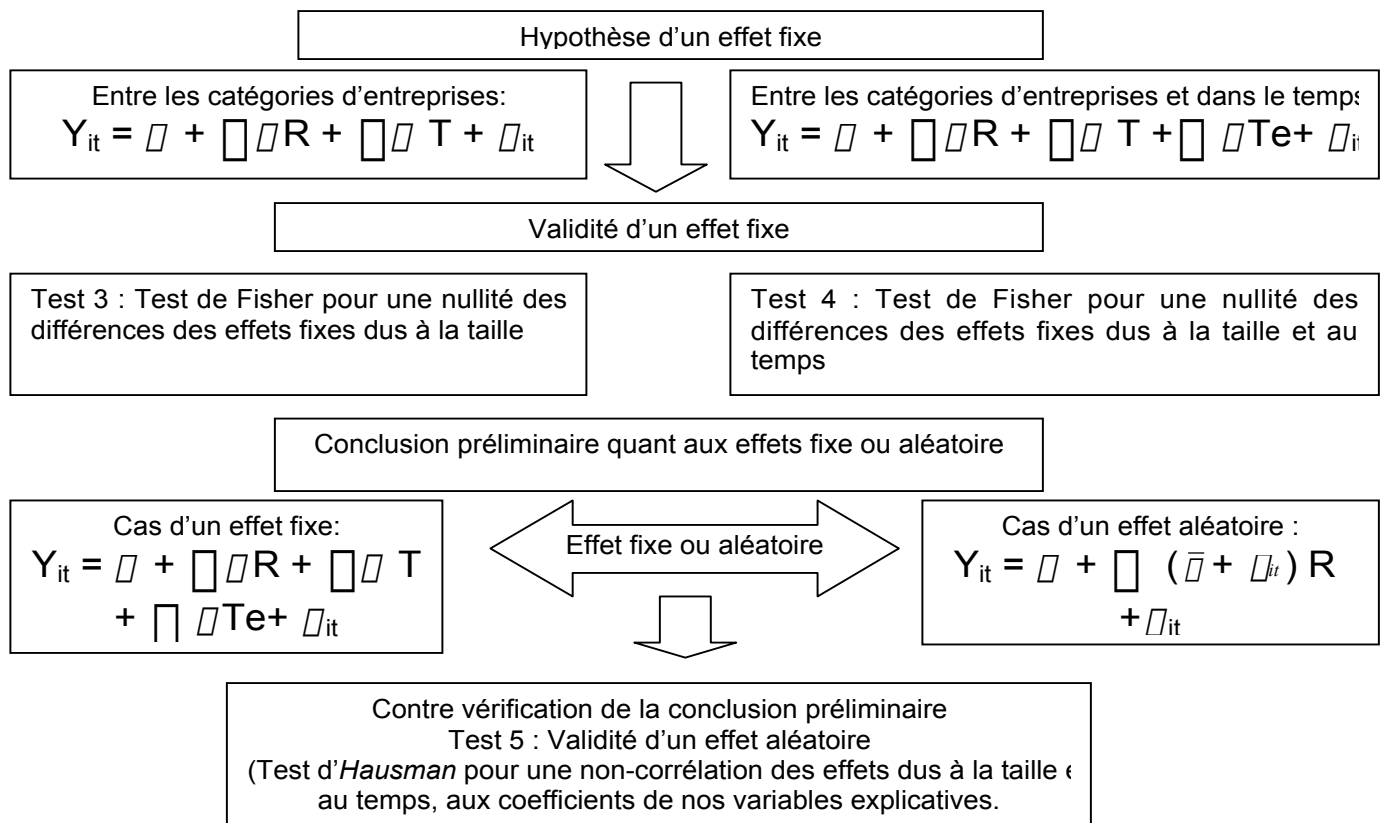 Hypothèse d'un effet fixe
Entre les catégories d'entreprises:
Y_it = □ + □ □R + □□ T + □_it
Entre les catégories d'entreprises et dans le temps
Y_it = □ + □ □R + □□ T +□ □Te+ □_it
Validité d'un effet fixe
Test 3 : Test de Fisher pour une nullité des
différences des effets fixes dus à la taille
Test 4 : Test de Fisher pour une nullité des
différences des effets fixes dus à la taille et au
temps
Conclusion préliminaire quant aux effets fixe ou aléatoire
Cas d'un effet fixe:
Y_it = □ + □ □R + □□ T
+ □ □Te+ □_it
Effet fixe ou aléatoire
Cas d'un effet aléatoire :
Y_it = □ + □ (□̄ + □_it) R
+□_it
Contre vérification de la conclusion préliminaire
Test 5 : Validité d'un effet aléatoire
(Test d'Hausman pour une non-corrélation des effets dus à la taille
au temps, aux coefficients de nos variables explicatives.